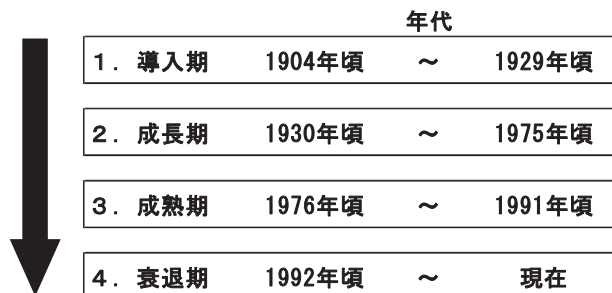 年代
１．導入期　1904年頃　～　1929年頃
２．成長期　1930年頃　～　1975年頃
３．成熟期　1976年頃　～　1991年頃
４．衰退期　1992年頃　～　現在